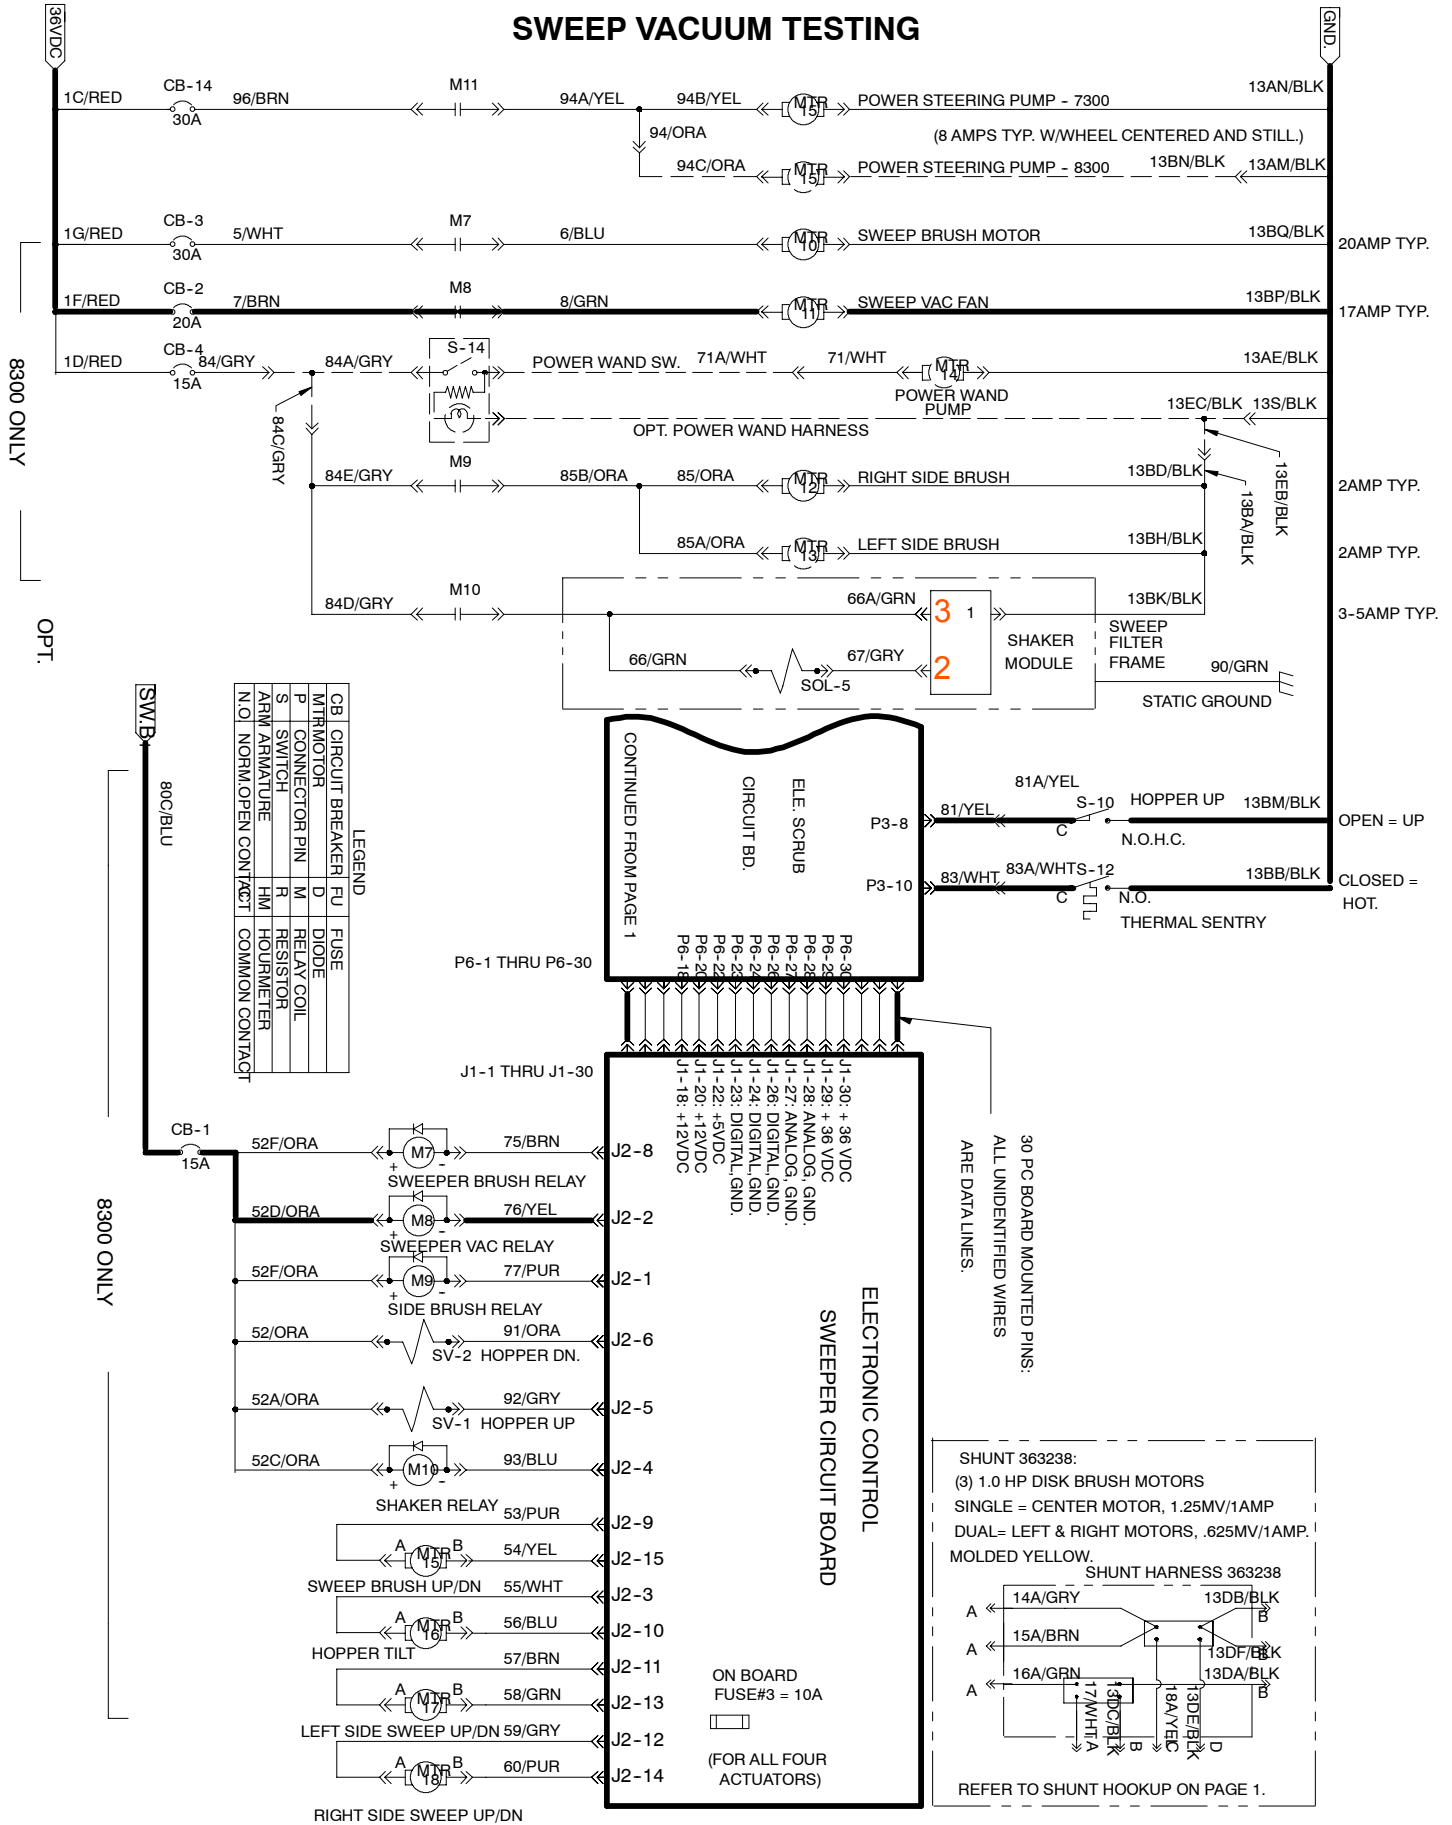 SWEEP VACUUM TESTING
36VDC
GND.
1C/RED
CB-14
30A
96/BRN
M11
94A/YEL
94B/YEL
MTR
15
POWER STEERING PUMP - 7300
13AN/BLK
94/ORA
(8 AMPS TYP. W/WHEEL CENTERED AND STILL.)
94C/ORA
MTR
15
POWER STEERING PUMP - 8300
13BN/BLK
13AM/BLK
1G/RED
CB-3
30A
5/WHT
M7
6/BLU
MTR
10
SWEEP BRUSH MOTOR
13BQ/BLK
20AMP TYP.
1F/RED
CB-2
20A
7/BRN
M8
8/GRN
MTR
11
SWEEP VAC FAN
13BP/BLK
17AMP TYP.
1D/RED
CB-4
15A
84/GRY
84A/GRY
S-14
POWER WAND SW.
71A/WHT
71/WHT
MTR
14
POWER WAND
PUMP
13AE/BLK
8300 ONLY
OPT.
84C/GRY
OPT. POWER WAND HARNESS
13EC/BLK
13S/BLK
13EB/BLK
13BA/BLK
84E/GRY
M9
85B/ORA
85/ORA
MTR
12
RIGHT SIDE BRUSH
13BD/BLK
2AMP TYP.
85A/ORA
MTR
13
LEFT SIDE BRUSH
13BH/BLK
2AMP TYP.
84D/GRY
M10
66A/GRN
3
1
13BK/BLK
3-5AMP TYP.
66/GRN
SOL-5
67/GRY
2
SHAKER
MODULE
SWEEP
FILTER
FRAME
90/GRN
STATIC GROUND
SW.B+
80C/BLU
LEGEND
CB CIRCUIT BREAKER FU FUSE
MTR MOTOR D DIODE
P CONNECTOR PIN M RELAY COIL
S SWITCH R RESISTOR
ARM ARMATURE HM HOURMETER
N.O. NORM.OPEN CONTACT C COMMON CONTACT
CONTINUED FROM PAGE 1
ELE. SCRUB
CIRCUIT BD.
P3-8
81/YEL
81A/YEL
S-10
C
HOPPER UP
N.O.H.C.
13BM/BLK
OPEN = UP
P3-10
83/WHT
83A/WHT
S-12
C
N.O.
THERMAL SENTRY
13BB/BLK
CLOSED =
HOT.
P6-1 THRU P6-30
P6-18
P6-20
P6-22
P6-23
P6-24
P6-26
P6-27
P6-28
P6-29
P6-30
J1-1 THRU J1-30
J1-18: +12VDC
J1-20: +12VDC
J1-22: +5VDC
J1-23: DIGITAL,GND.
J1-24: DIGITAL,GND.
J1-26: DIGITAL,GND.
J1-27: ANALOG, GND.
J1-28: ANALOG, GND.
J1-29: + 36 VDC
J1-30: + 36 VDC
30 PC BOARD MOUNTED PINS:
ALL UNIDENTIFIED WIRES
ARE DATA LINES.
8300 ONLY
CB-1
15A
52F/ORA
M7
+ -
75/BRN
J2-8
SWEEPER BRUSH RELAY
52D/ORA
M8
+ -
76/YEL
J2-2
SWEEPER VAC RELAY
52F/ORA
M9
+ -
77/PUR
J2-1
SIDE BRUSH RELAY
52/ORA
91/ORA
J2-6
SV-2 HOPPER DN.
52A/ORA
92/GRY
J2-5
SV-1 HOPPER UP
52C/ORA
M10
+ -
93/BLU
J2-4
SHAKER RELAY
53/PUR
J2-9
A MTR 15 B
54/YEL
J2-15
SWEEP BRUSH UP/DN
55/WHT
J2-3
A MTR 16 B
56/BLU
J2-10
HOPPER TILT
57/BRN
J2-11
A MTR 17 B
58/GRN
J2-13
LEFT SIDE SWEEP UP/DN
59/GRY
J2-12
A MTR 18 B
60/PUR
J2-14
RIGHT SIDE SWEEP UP/DN
ELECTRONIC CONTROL
SWEEPER CIRCUIT BOARD
ON BOARD
FUSE#3 = 10A
(FOR ALL FOUR
ACTUATORS)
SHUNT 363238:
(3) 1.0 HP DISK BRUSH MOTORS
SINGLE = CENTER MOTOR, 1.25MV/1AMP
DUAL= LEFT & RIGHT MOTORS, .625MV/1AMP.
MOLDED YELLOW.
SHUNT HARNESS 363238
A 14A/GRY 13DB/BLK B
A 15A/BRN 13DF/BLK B
A 16A/GRN 13DA/BLK B
17/WHT A
13DC/BLK B
18A/YEL C
13DE/BLK D
REFER TO SHUNT HOOKUP ON PAGE 1.